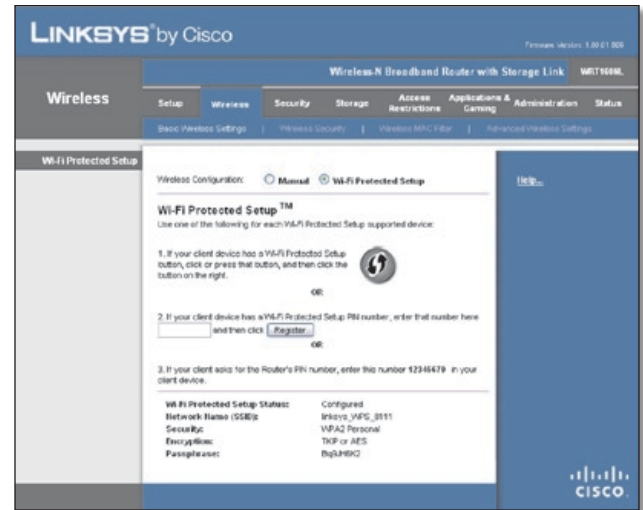 LINKSYS® by Cisco
Firmware Version: 1.00.01.009
Wireless-N Broadband Router with Storage Link WRT160NL
Wireless
Setup Wireless Security Storage Access Restrictions Applications & Gaming Administration Status
Basic Wireless Settings | Wireless Security | Wireless MAC Filter | Advanced Wireless Settings
Wi-Fi Protected Setup
Wireless Configuration: Manual Wi-Fi Protected Setup
Help...
Wi-Fi Protected Setup™
Use one of the following for each Wi-Fi Protected Setup supported device:
1. If your client device has a Wi-Fi Protected Setup
button, click or press that button, and then click the
button on the right.
OR
2. If your client device has a Wi-Fi Protected Setup PIN number, enter that number here
and then click Register
OR
3. If your client asks for the Router's PIN number, enter this number 12345670 in your
client device.
Wi-Fi Protected Setup Status: Configured
Network Name (SSID): linksys_WPS_8111
Security: WPA2 Personal
Encryption: TKIP or AES
Passphrase:
CISCO